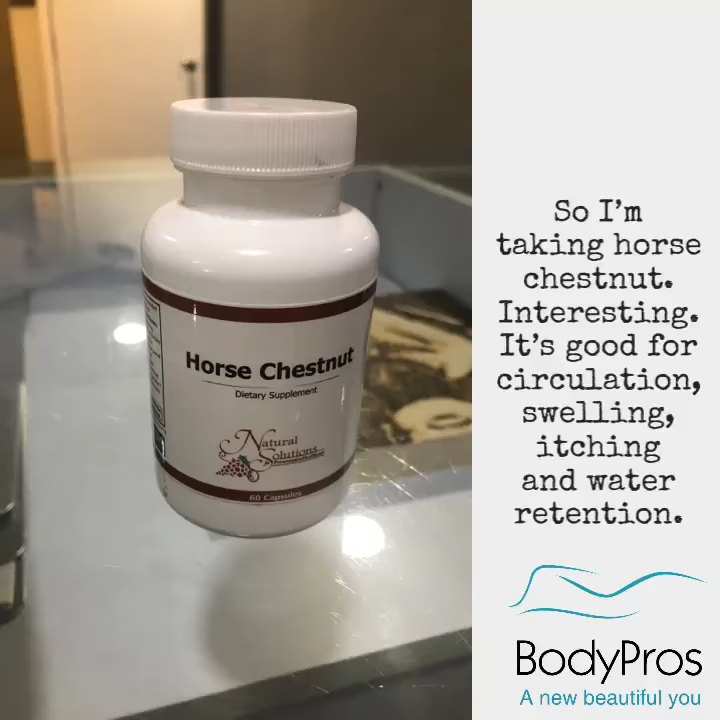 Horse Chestnut
Dietary Supplement
Natural
Solutions
60 Capsules
So I'm
taking horse
chestnut.
Interesting.
It's good for
circulation,
swelling,
itching
and water
retention.
BodyPros
A new beautiful you